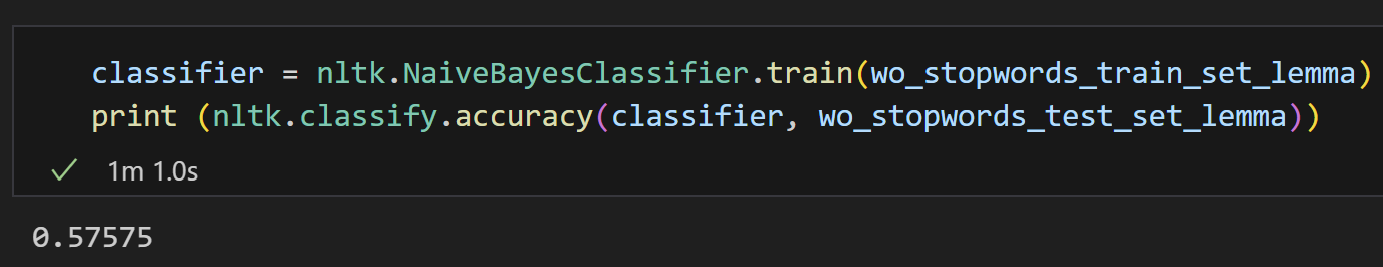 classifier = nltk.NaiveBayesClassifier.train(wo_stopwords_train_set_lemma)
print (nltk.classify.accuracy(classifier, wo_stopwords_test_set_lemma))
1m 1.0s
0.57575